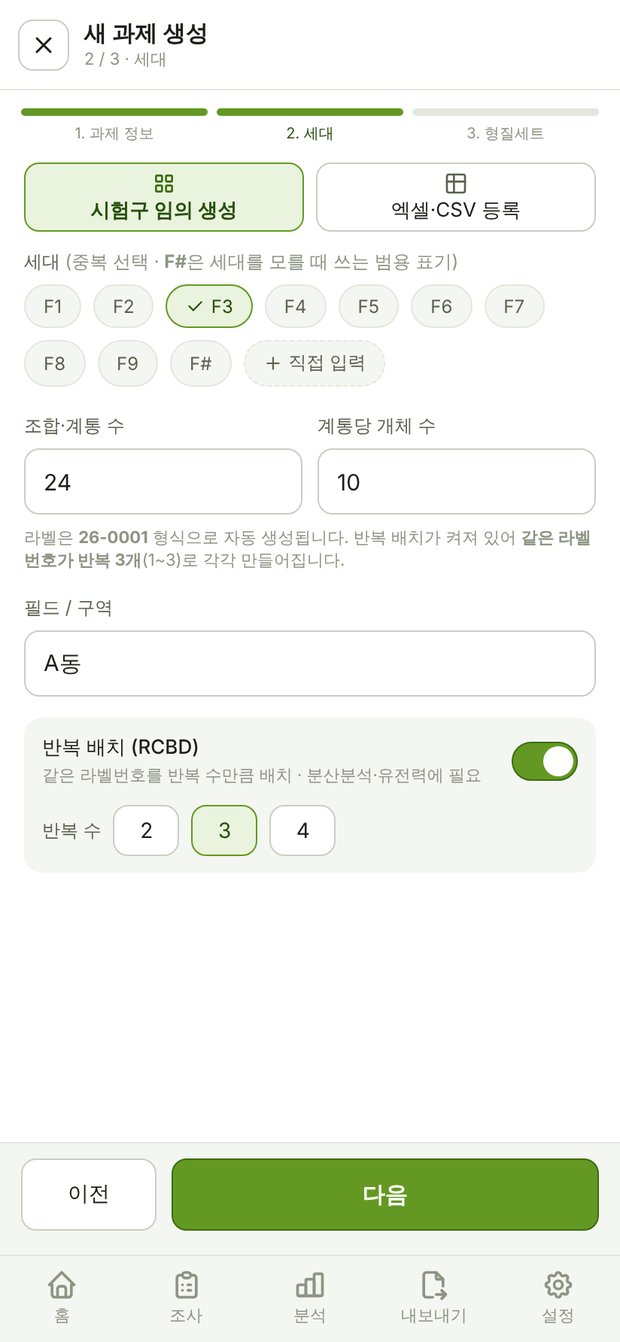 새 과제 생성
2 / 3 · 세대
1. 과제 정보
2. 세대
3. 형질세트
시험구 임의 생성
엑셀·CSV 등록
세대 (중복 선택 · F#은 세대를 모를 때 쓰는 범용 표기)
F1 F2 F3 F4 F5 F6 F7
F8 F9 F# + 직접 입력
조합·계통 수
계통당 개체 수
24
10
라벨은 26-0001 형식으로 자동 생성됩니다. 반복 배치가 켜져 있어 같은 라벨
번호가 반복 3개(1~3)로 각각 만들어집니다.
필드 / 구역
A동
반복 배치 (RCBD)
같은 라벨번호를 반복 수만큼 배치 · 분산분석·유전력에 필요
반복 수 2 3 4
이전
다음
홈
조사
분석
내보내기
설정